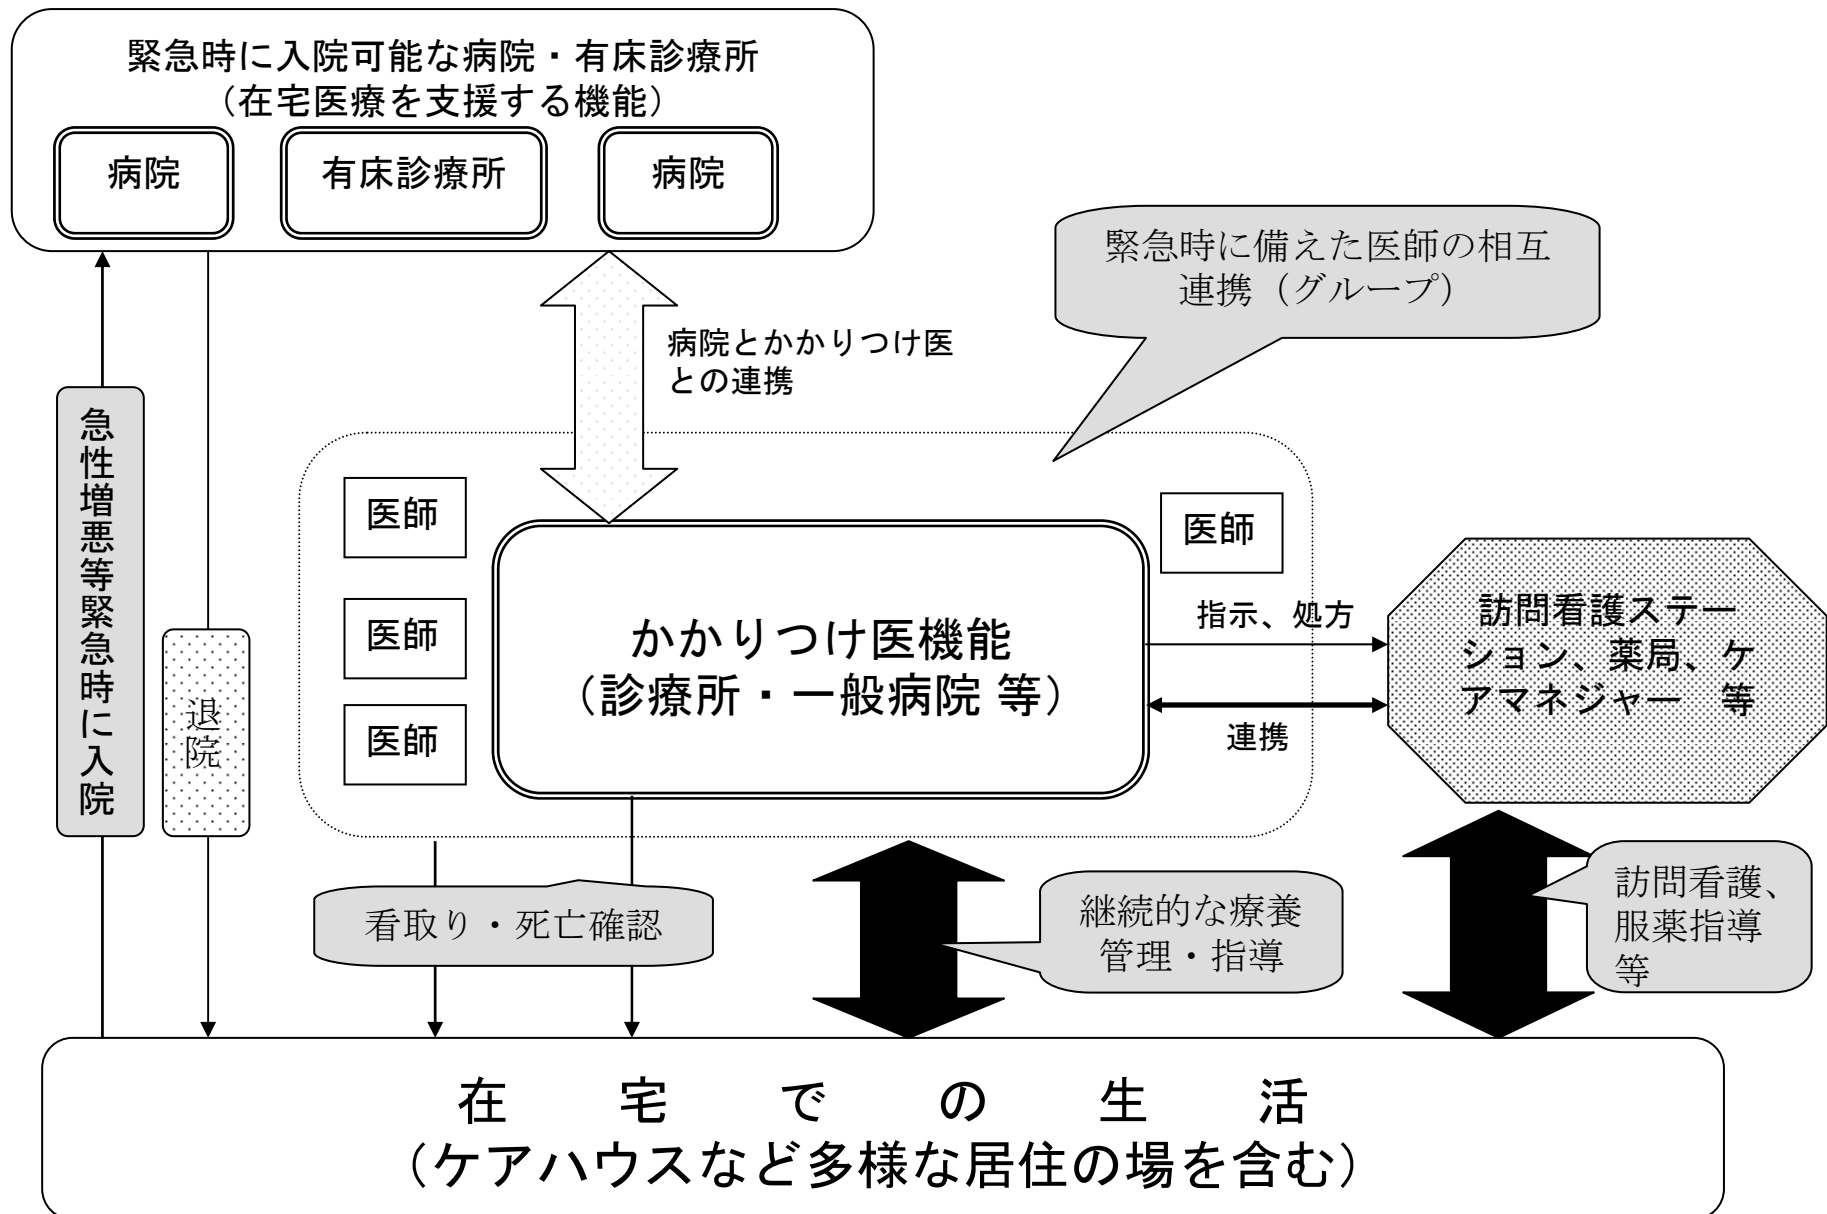 緊急時に入院可能な病院・有床診療所
（在宅医療を支援する機能）
病院
有床診療所
病院
緊急時に備えた医師の相互
連携（グループ）
病院とかかりつけ医
との連携
急性増悪等緊急時に入院
退院
医師
医師
医師
医師
かかりつけ医機能
（診療所・一般病院 等）
指示、処方
連携
訪問看護ステー
ション、薬局、ケ
アマネジャー　等
看取り・死亡確認
継続的な療養
管理・指導
訪問看護、
服薬指導
等
在　宅　で　の　生　活
（ケアハウスなど多様な居住の場を含む）